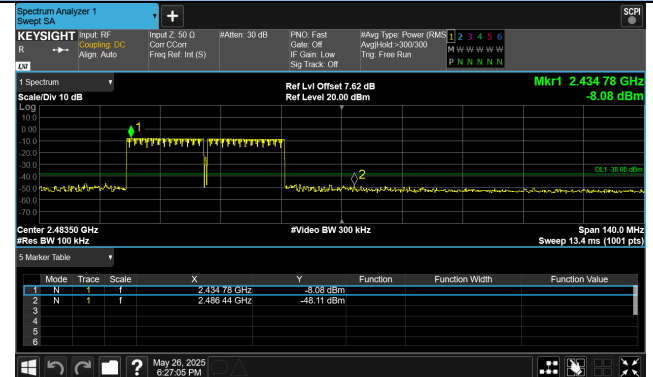 Spectrum Analyzer 1
Swept SA
SCPI
KEYSIGHT Input: RF Input Z: 50 Ω #Atten: 30 dB PNO: Fast #Avg Type: Power (RMS 1 2 3 4 5 6
R Coupling: DC Corr CCorr Gate: Off Avg|Hold:>300/300 M W W W W W
Align: Auto Freq Ref: Int (S) IF Gain: Low Trig: Free Run
Sig Track: Off P N N N N N
LXI
1 Spectrum Ref Lvl Offset 7.62 dB Mkr1 2.434 78 GHz
Scale/Div 10 dB Ref Level 20.00 dBm -8.08 dBm
Log
10.0
0.00
-10.0
-20.0
-30.0
-40.0
-50.0
-60.0
-70.0
1
2
DL1 -38.08 dBm
Center 2.48350 GHz #Video BW 300 kHz Span 140.0 MHz
#Res BW 100 kHz Sweep 13.4 ms (1001 pts)
5 Marker Table
Mode Trace Scale X Y Function Function Width Function Value
1 N 1 f 2.434 78 GHz -8.08 dBm
2 N 1 f 2.486 44 GHz -48.11 dBm
3
4
5
6
? May 26, 2025
6:27:05 PM